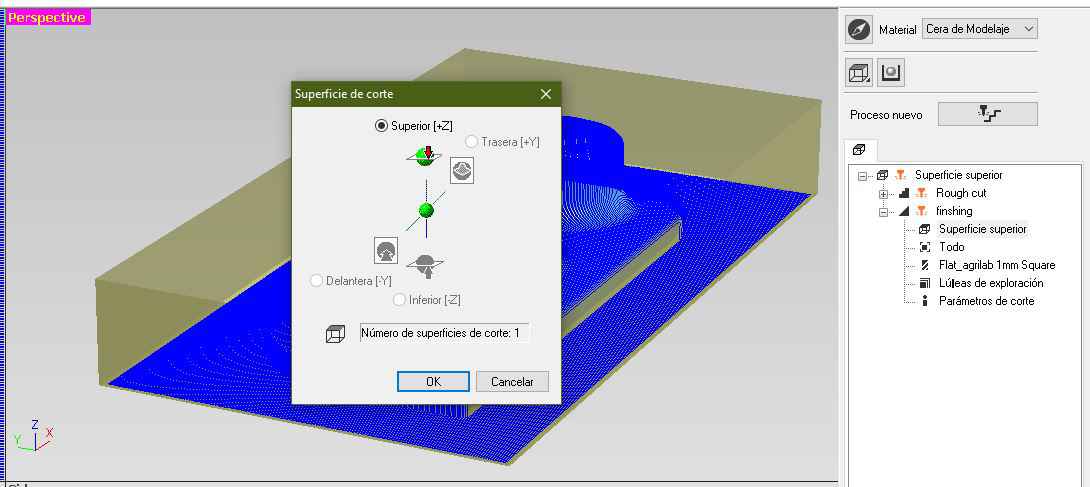 Perspective
Material
Cera de Modelaje
Proceso nuevo
Superficie superior
Rough cut
finshing
Superficie superior
Todo
Flat_agrilab 1mm Square
Lúļeas de exploración
Parámetros de corte
Superficie de corte
Superior [+Z]
Trasera [+Y]
Delantera [-Y]
Inferior [-Z]
Número de superficies de corte: 1
OK
Cancelar
Z
Y
X